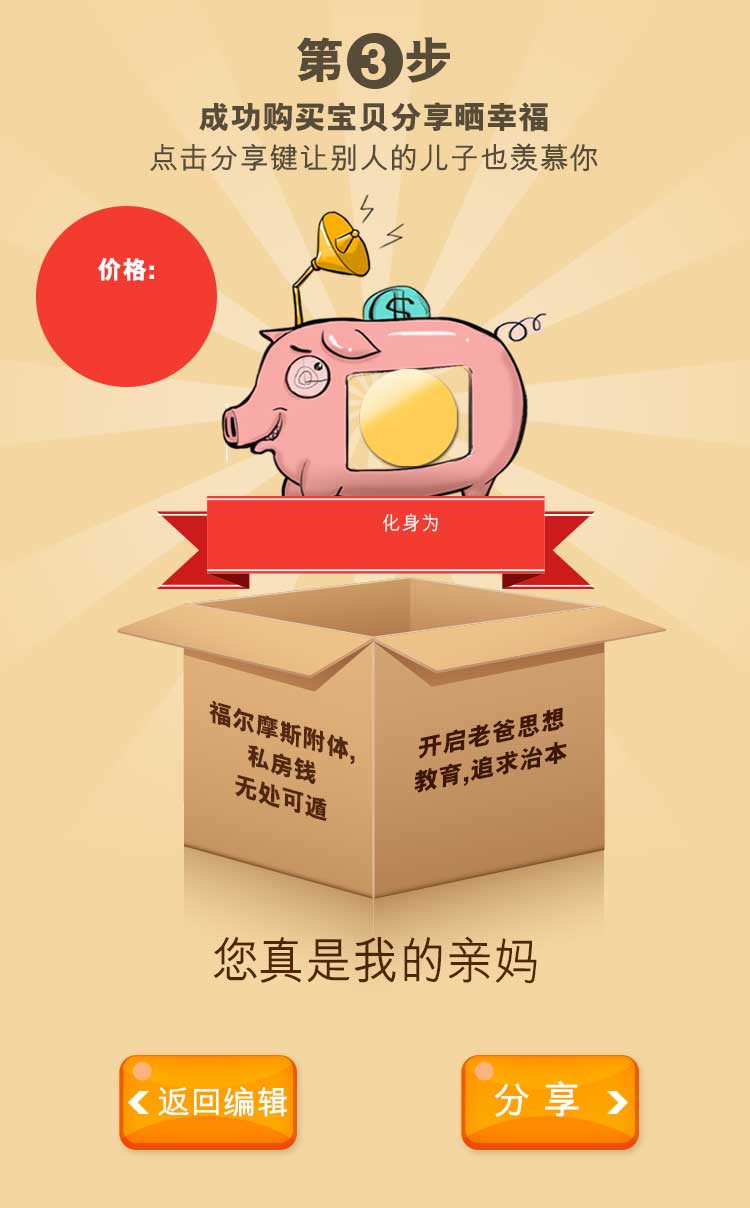 第3步
成功购买宝贝分享晒幸福
点击分享键让别人的儿子也羡慕你
价格:
$
化身为
福尔摩斯附体,
私房钱
无处可遁
开启老爸思想
教育,追求治本
您真是我的亲妈
返回编辑
分享